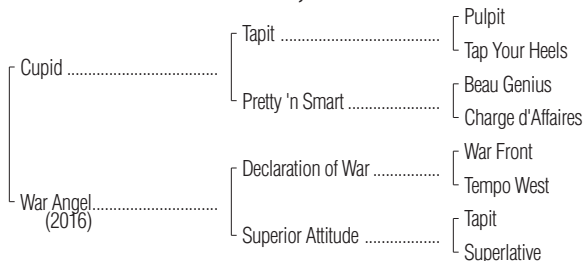 Pulpit
Tapit ........................................
Tap Your Heels
Cupid .....................................
Beau Genius
Pretty 'n Smart .......................
Charge d'Affaires
War Front
Declaration of War ................
Tempo West
War Angel...............................
(2016)
Tapit
Superior Attitude ..................
Superlative